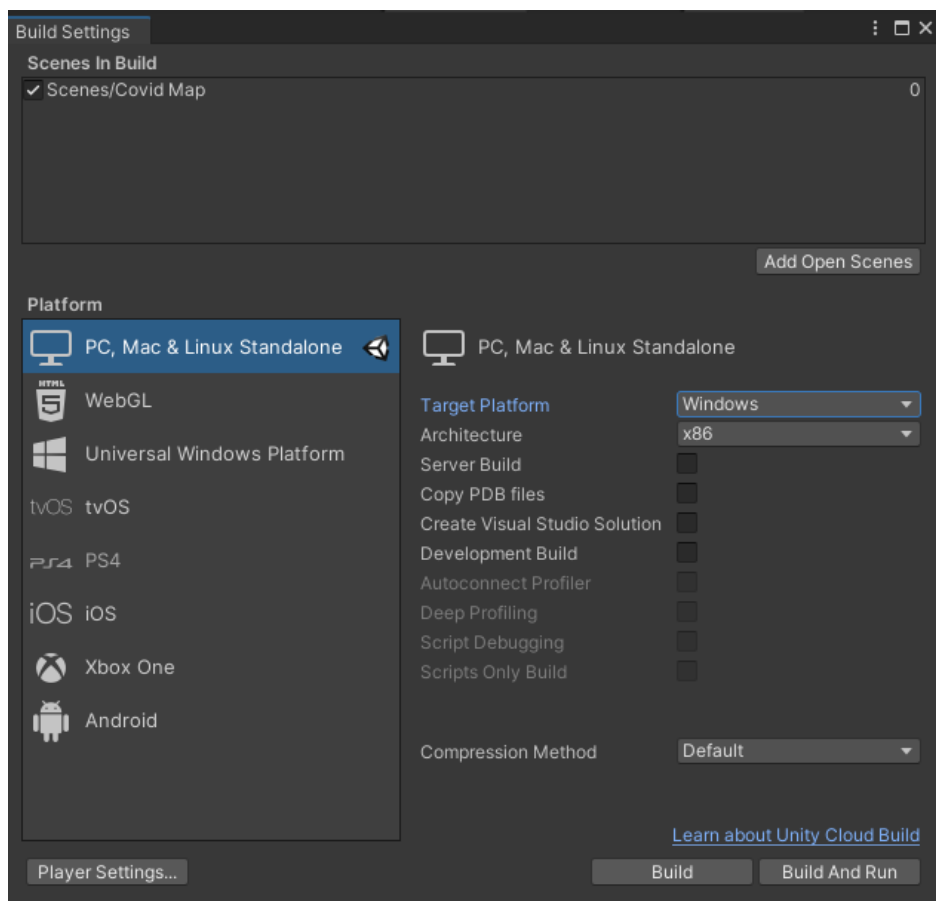 Build Settings
Scenes In Build
Scenes/Covid Map 0
Add Open Scenes
Platform
PC, Mac & Linux Standalone
HTML 5 WebGL
Universal Windows Platform
tvOS tvOS
PS4 PS4
iOS iOS
Xbox One
Android
PC, Mac & Linux Standalone
Target Platform Windows
Architecture x86
Server Build
Copy PDB files
Create Visual Studio Solution
Development Build
Autoconnect Profiler
Deep Profiling
Script Debugging
Scripts Only Build
Compression Method Default
Learn about Unity Cloud Build
Player Settings... Build Build And Run